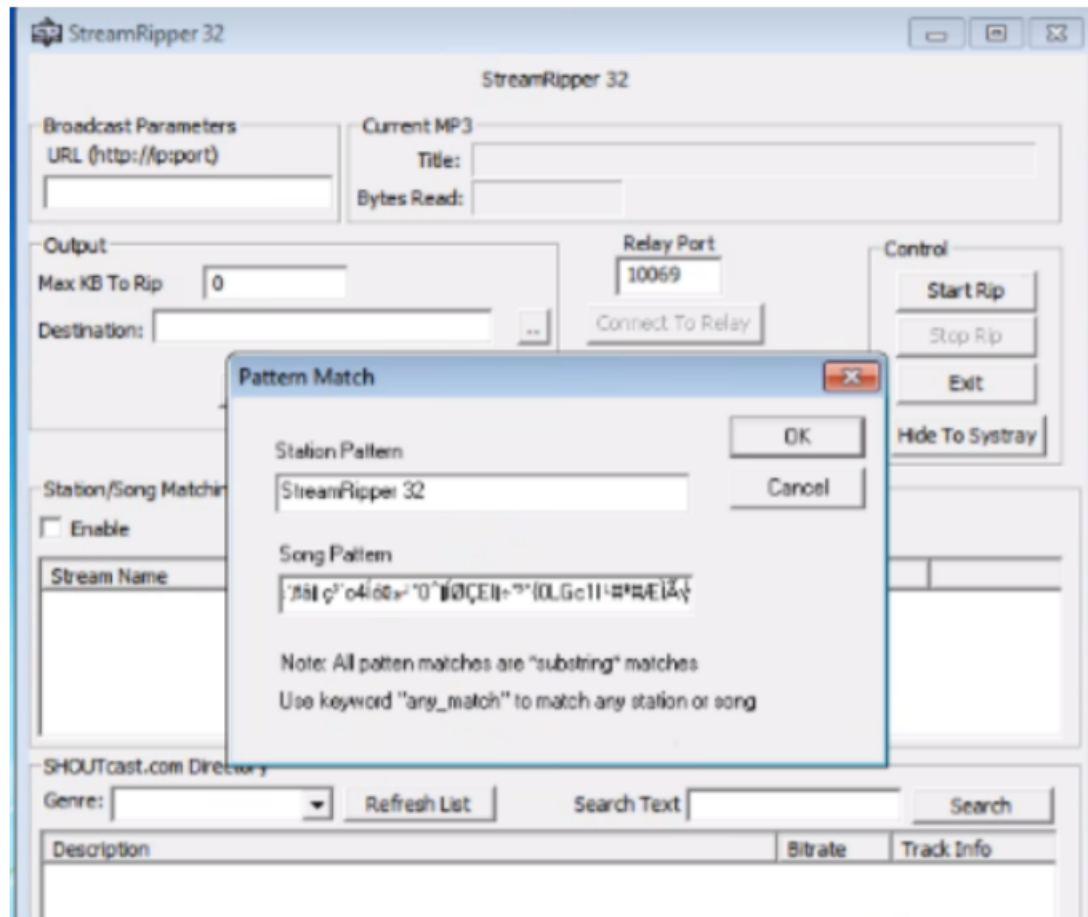 StreamRipper 32
StreamRipper 32
Broadcast Parameters
URL (http://ip:port)
Current MP3
Title:
Bytes Read:
Output
Max KB To Rip 0
Destination: ..
Relay Port
10069
Connect To Relay
Control
Start Rip
Stop Rip
Exit
Hide To Systray
Pattern Match
Station Pattern
StreamRipper 32
Song Pattern
Note: All patten matches are "substring" matches
Use keyword "any_match" to match any station or song
OK
Cancel
Station/Song
Enable
Stream Name
SHOUTcast.com
Genre:
Refresh List
Search Text
Search
Description Bitrate Track Info